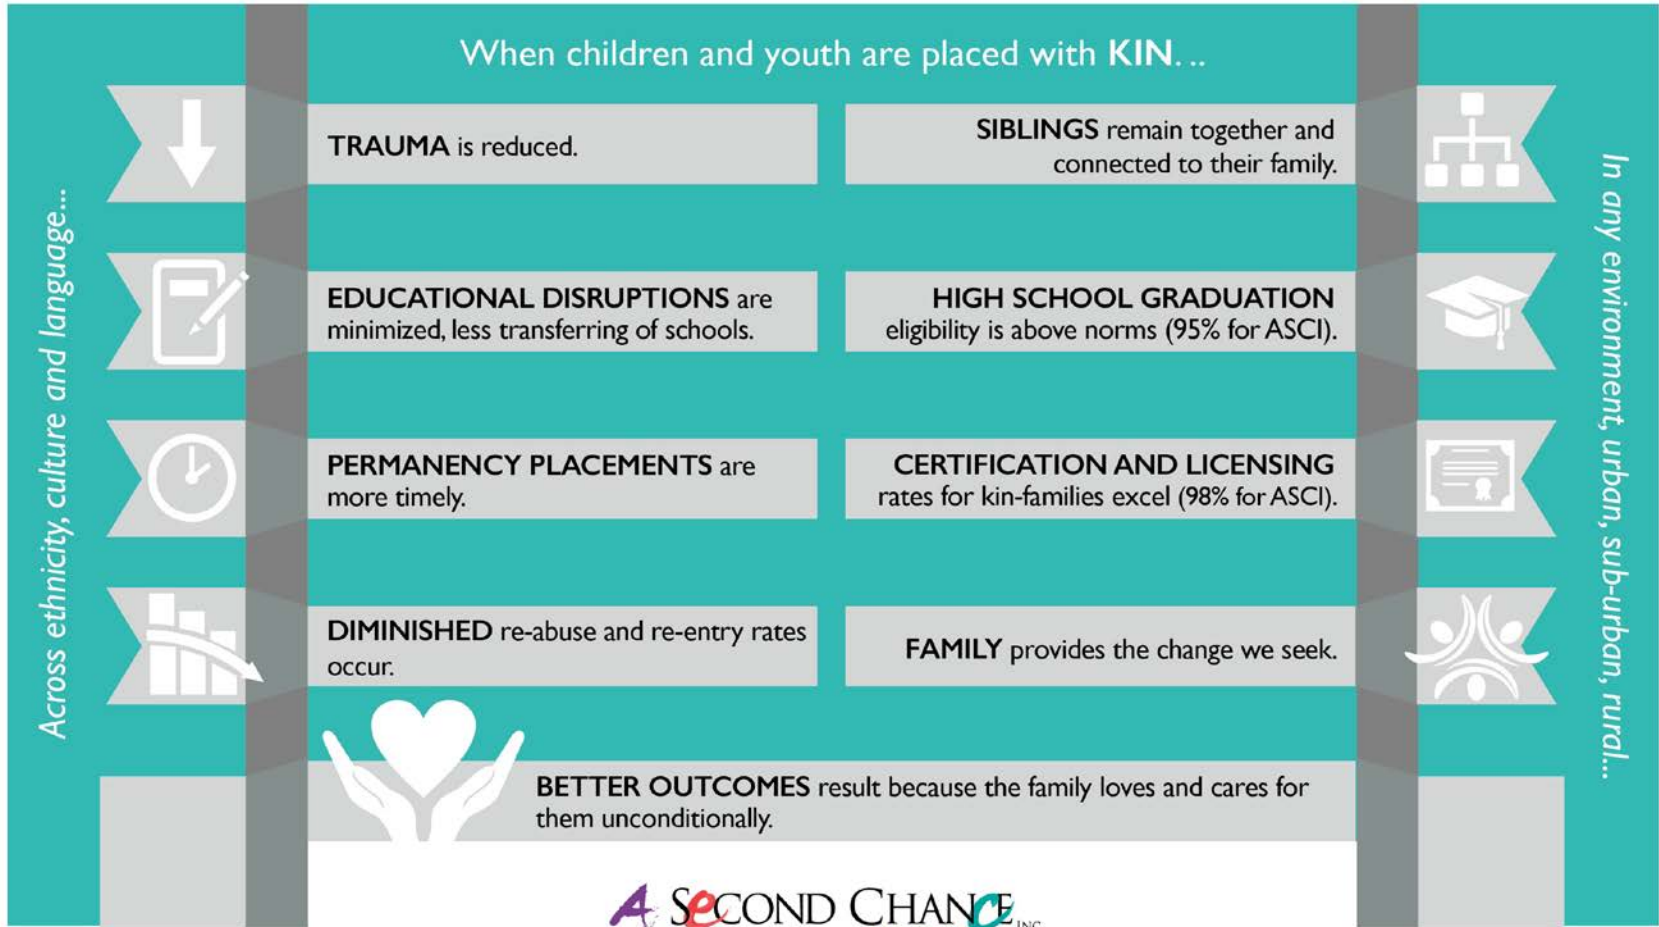 When children and youth are placed with KIN. ..
TRAUMA is reduced.
SIBLINGS remain together and
connected to their family.
EDUCATIONAL DISRUPTIONS are
minimized, less transferring of schools.
HIGH SCHOOL GRADUATION
eligibility is above norms (95% for ASCI).
PERMANENCY PLACEMENTS are
more timely.
CERTIFICATION AND LICENSING
rates for kin-families excel (98% for ASCI).
DIMINISHED re-abuse and re-entry rates
occur.
FAMILY provides the change we seek.
BETTER OUTCOMES result because the family loves and cares for
them unconditionally.
Across ethnicity, culture and language...
In any environment, urban, sub-urban, rural...
A SECOND CHANCE, INC